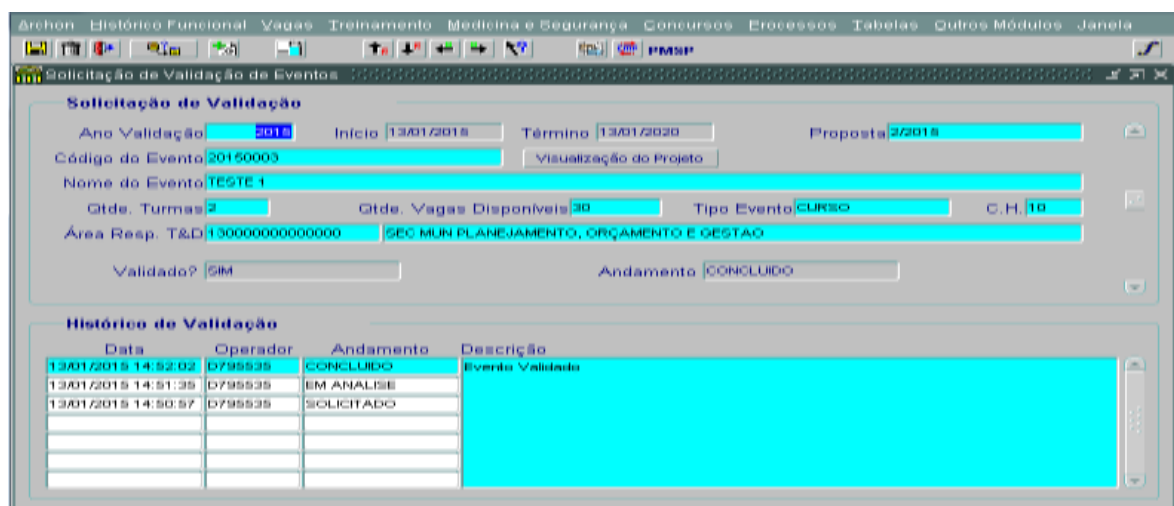 Archon Histórico Funcional Vagas Treinamento Medicina e Segurança Concursos Processos Tabelas Outros Módulos Janela
PMSP
Solicitação de Validação de Eventos
Solicitação de Validação
Ano Validação 2015 Início 13/01/2015 Término 13/01/2020 Proposta 2/2015
Código do Evento 20150003 Visualização do Projeto
Nome do Evento TESTE 1
Qtde. Turmas 2 Qtde. Vagas Disponíveis 30 Tipo Evento CURSO C.H. 10
Área Resp. T&D 130000000000000 SEC MUN PLANEJAMENTO, ORÇAMENTO E GESTAO
Validado? SIM Andamento CONCLUIDO
Histórico de Validação
Data Operador Andamento Descrição
13/01/2015 14:52:02 D795535 CONCLUIDO Evento Validado
13/01/2015 14:51:35 D795535 EM ANALISE
13/01/2015 14:50:57 D795535 SOLICITADO